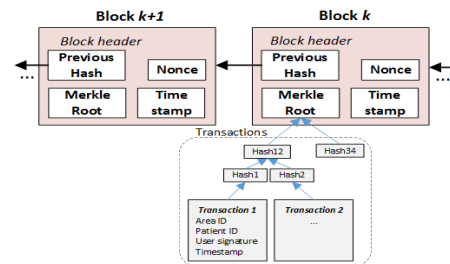 Block k+1
Block k
Block header
Block header
Previous
Hash
Nonce
Previous
Hash
Nonce
...
...
Merkle
Root
Time
stamp
Merkle
Root
Time
stamp
Transactions
Hash12
Hash34
Hash1
Hash2
Transaction 1
Area ID
Patient ID
User signature
Timestamp
Transaction 2
...